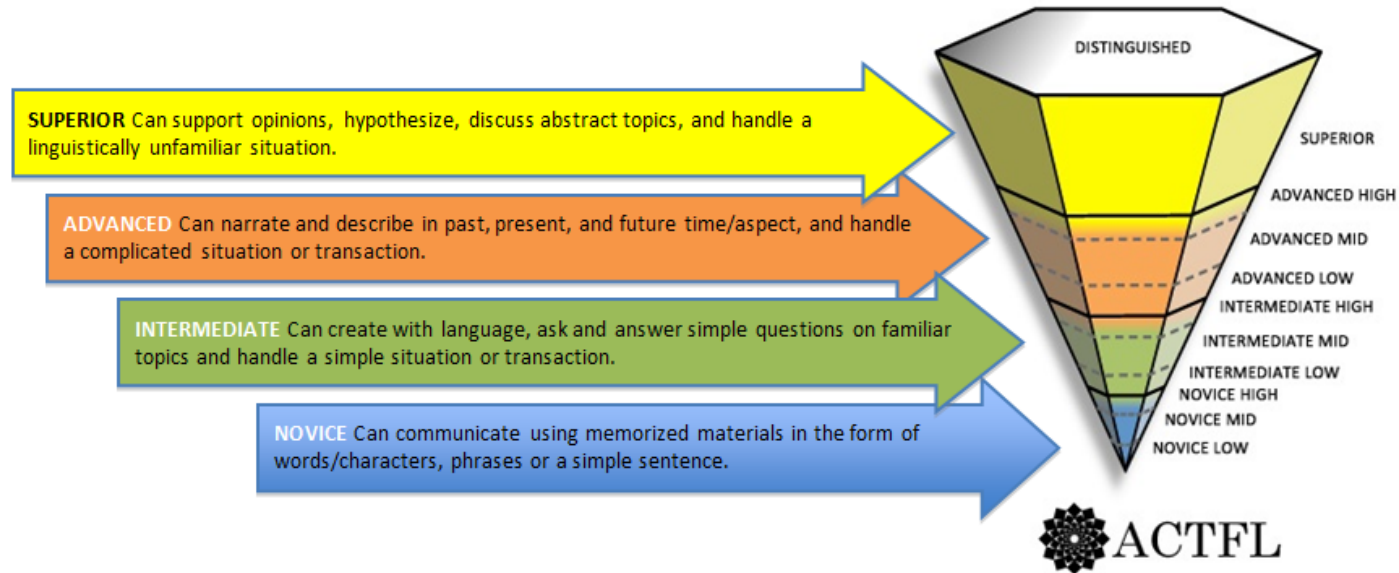 DISTINGUISHED
SUPERIOR Can support opinions, hypothesize, discuss abstract topics, and handle a
linguistically unfamiliar situation.
ADVANCED Can narrate and describe in past, present, and future time/aspect, and handle
a complicated situation or transaction.
INTERMEDIATE Can create with language, ask and answer simple questions on familiar
topics and handle a simple situation or transaction.
NOVICE Can communicate using memorized materials in the form of
words/characters, phrases or a simple sentence.
SUPERIOR
ADVANCED HIGH
ADVANCED MID
ADVANCED LOW
INTERMEDIATE HIGH
INTERMEDIATE MID
INTERMEDIATE LOW
NOVICE HIGH
NOVICE MID
NOVICE LOW
ACTFL